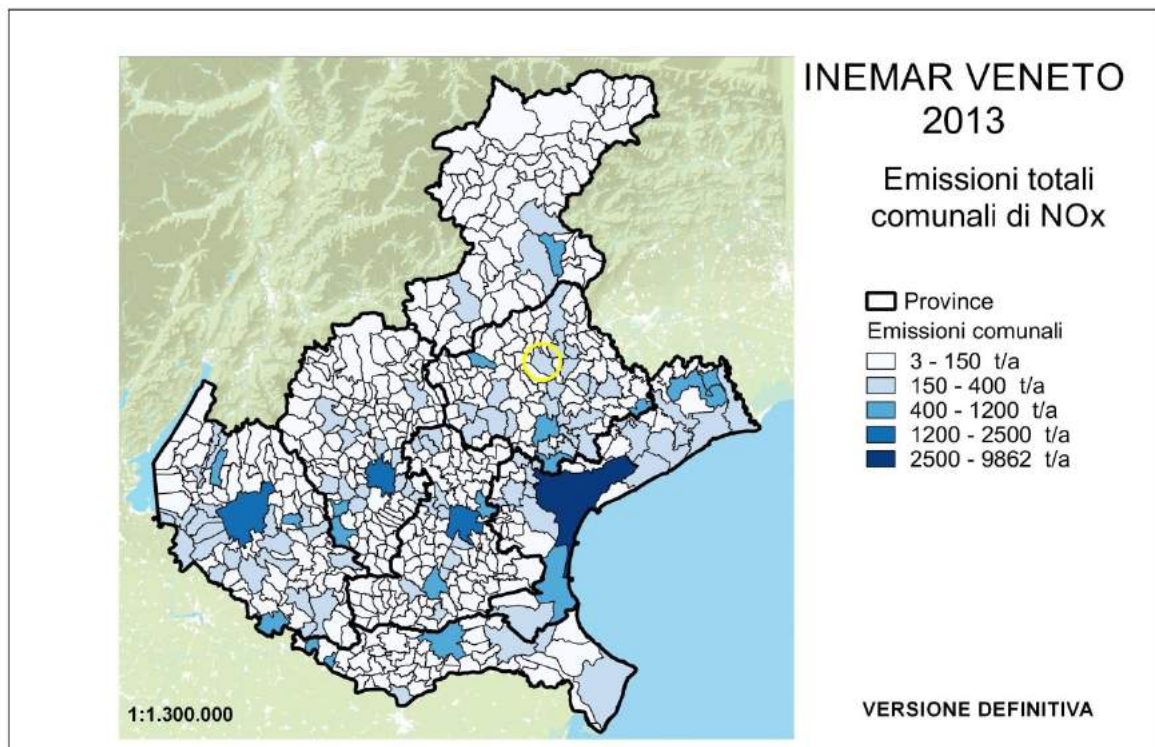 INEMAR VENETO
2013
Emissioni totali
comunali di NOx
Province
Emissioni comunali
3 - 150 t/a
150 - 400 t/a
400 - 1200 t/a
1200 - 2500 t/a
2500 - 9862 t/a
1:1.300.000
VERSIONE DEFINITIVA